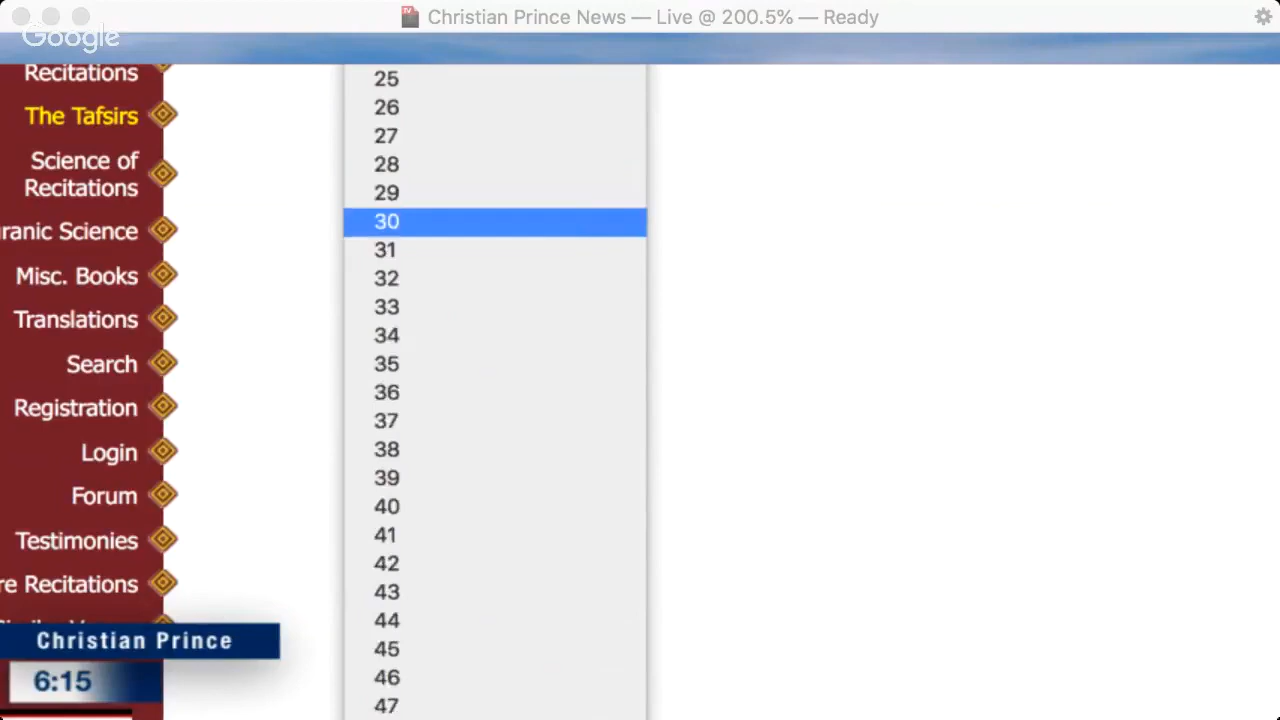 Christian Prince News — Live @ 200.5% — Ready
Google
Recitations
The Tafsirs
Science of
Recitations
ranic Science
Misc. Books
Translations
Search
Registration
Login
Forum
Testimonies
re Recitations
25
26
27
28
29
30
31
32
33
34
35
36
37
38
39
40
41
42
43
44
45
46
47
Christian Prince
6:15